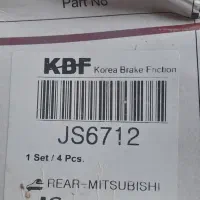 Part No
KBF Korea Brake Friction
JS6712
1 Set / 4 Pcs.
REAR-MITSUBISHI